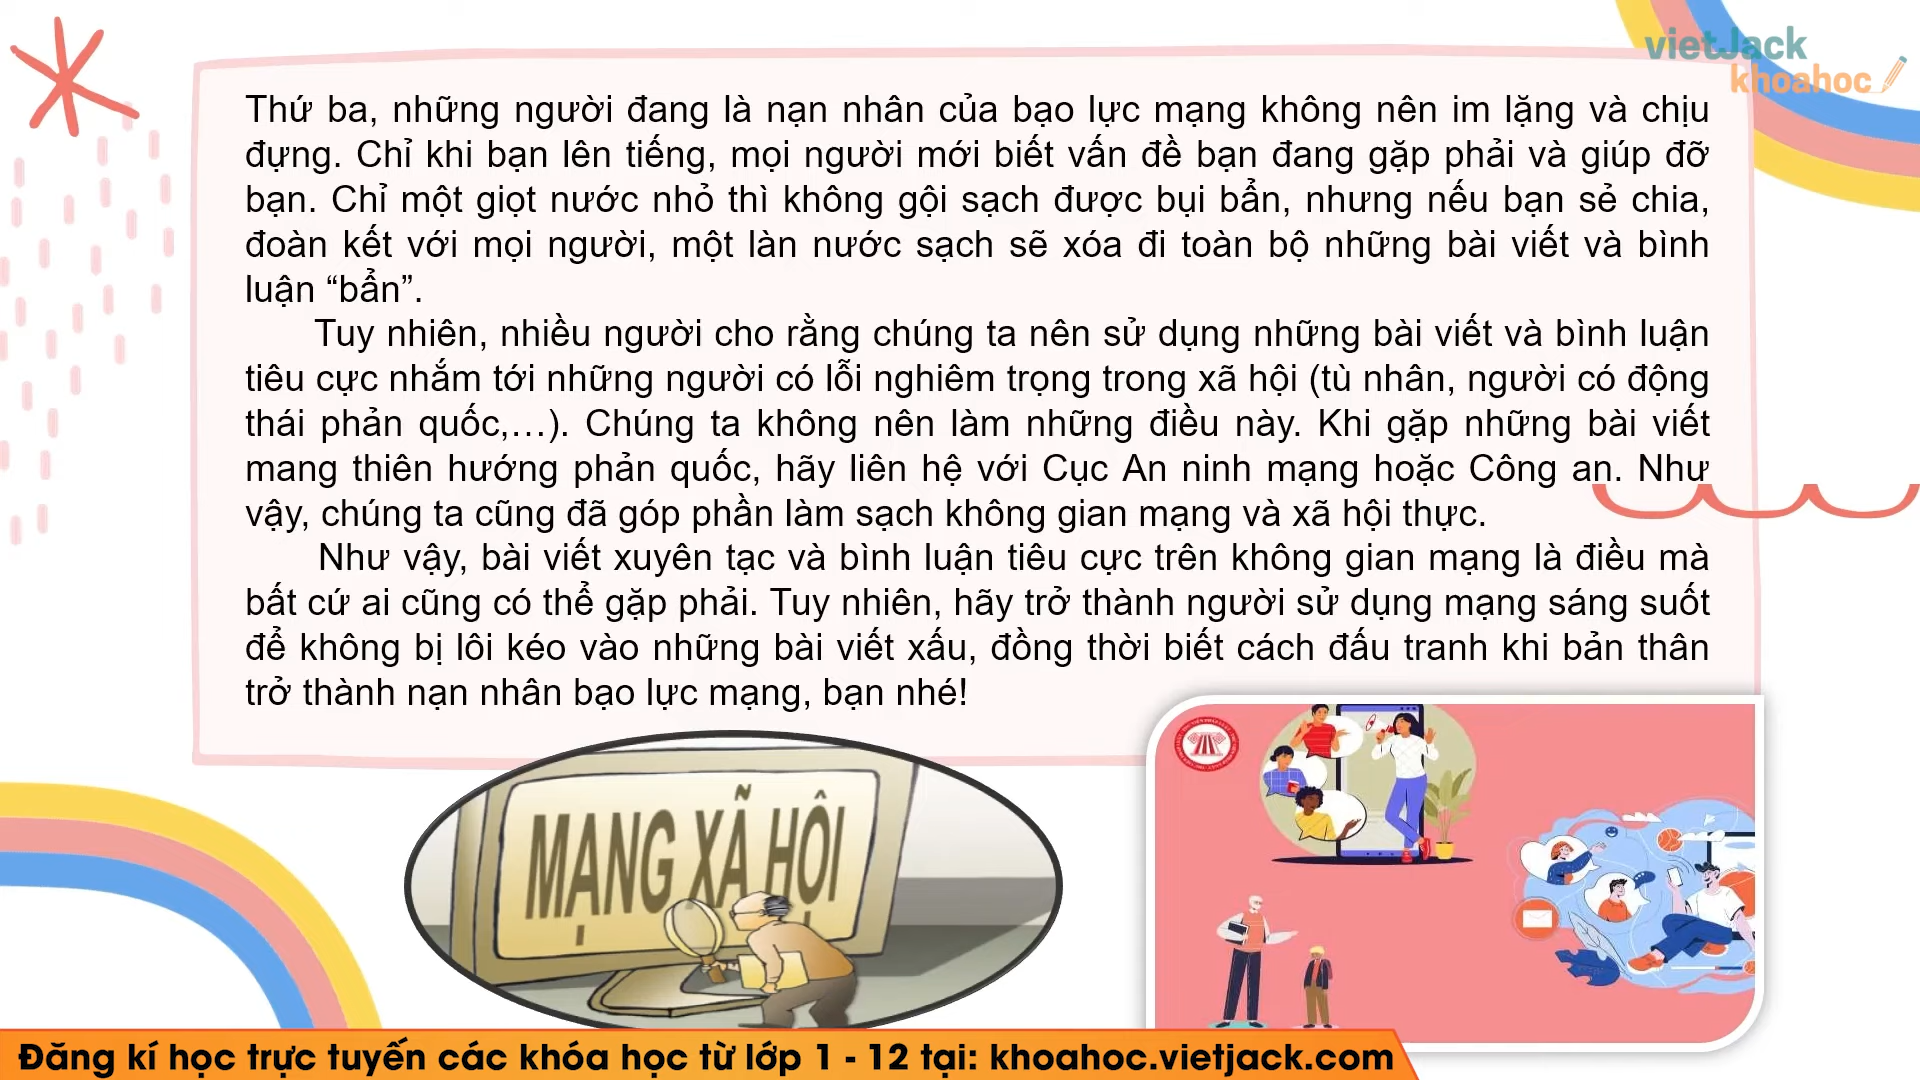 vietJack
khoahoc
Thứ ba, những người đang là nạn nhân của bạo lực mạng không nên im lặng và chịu
đựng. Chỉ khi bạn lên tiếng, mọi người mới biết vấn đề bạn đang gặp phải và giúp đỡ
bạn. Chỉ một giọt nước nhỏ thì không gội sạch được bụi bẩn, nhưng nếu bạn sẻ chia,
đoàn kết với mọi người, một làn nước sạch sẽ xóa đi toàn bộ những bài viết và bình
luận “bẩn”.
Tuy nhiên, nhiều người cho rằng chúng ta nên sử dụng những bài viết và bình luận
tiêu cực nhắm tới những người có lỗi nghiêm trọng trong xã hội (tù nhân, người có động
thái phản quốc,…). Chúng ta không nên làm những điều này. Khi gặp những bài viết
mang thiên hướng phản quốc, hãy liên hệ với Cục An ninh mạng hoặc Công an. Như
vậy, chúng ta cũng đã góp phần làm sạch không gian mạng và xã hội thực.
Như vậy, bài viết xuyên tạc và bình luận tiêu cực trên không gian mạng là điều mà
bất cứ ai cũng có thể gặp phải. Tuy nhiên, hãy trở thành người sử dụng mạng sáng suốt
để không bị lôi kéo vào những bài viết xấu, đồng thời biết cách đấu tranh khi bản thân
trở thành nạn nhân bạo lực mạng, bạn nhé!
MẠNG XÃ HỘI
Đăng kí học trực tuyến các khóa học từ lớp 1 - 12 tại: khoahoc.vietjack.com